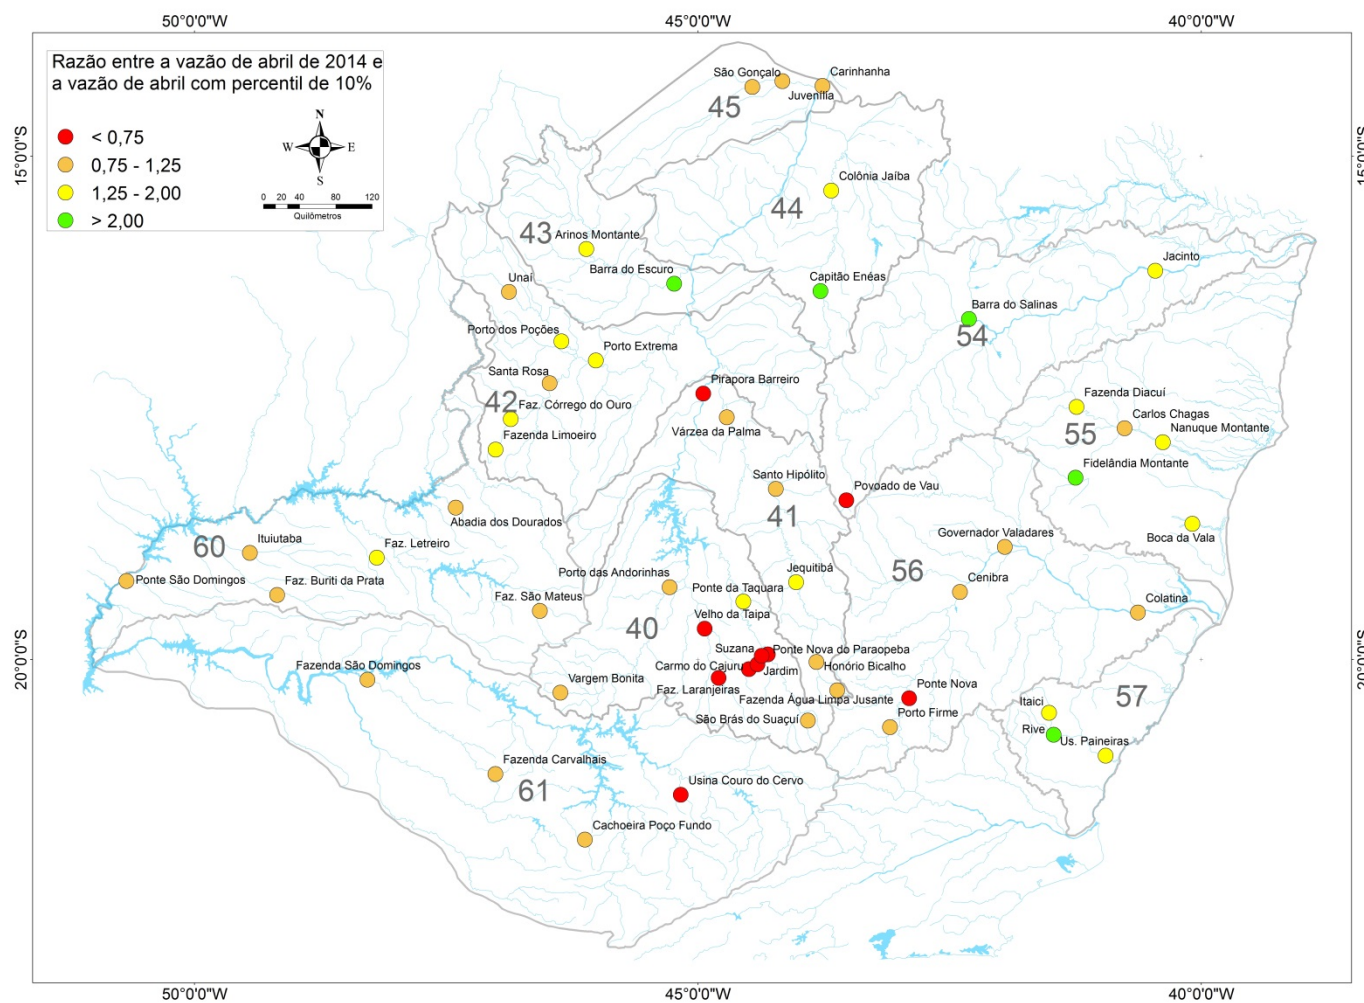 50°0'0"W
45°0'0"W
40°0'0"W
Razão entre a vazão de abril de 2014 e
a vazão de abril com percentil de 10%
< 0,75
0,75 - 1,25
1,25 - 2,00
> 2,00
N
W
E
S
0 20 40 80 120
Quilômetros
São Gonçalo
Carinhanha
Juvenília
45
15°0'0"S
15°0'0"S
Colônia Jaíba
44
43
Arinos Montante
Barra do Escuro
Capitão Enéas
Jacinto
Unaí
Barra do Salinas
54
Porto dos Poções
Porto Extrema
Santa Rosa
Pirapora Barreiro
42
Faz. Córrego do Ouro
Várzea da Palma
Fazenda Limoeiro
Fazenda Diacuí
Carlos Chagas
Nanuque Montante
55
Fidelândia Montante
Santo Hipólito
Povoado de Vau
41
Abadia dos Dourados
Boca da Vala
Governador Valadares
Ituiutaba
60
Faz. Letreiro
Ponte São Domingos
Faz. Buriti da Prata
Porto das Andorinhas
Jequitibá
56
Cenibra
Ponte da Taquara
Faz. São Mateus
Colatina
Velho da Taipa
40
20°0'0"S
20°0'0"S
Suzana
Ponte Nova do Paraopeba
Carmo do Cajuru
Jardim
Honório Bicalho
Fazenda São Domingos
Vargem Bonita
Faz. Laranjeiras
Fazenda Água Limpa Jusante
Ponte Nova
São Brás do Suaçuí
Porto Firme
57
Itaici
Rive
Us. Paineiras
Fazenda Carvalhais
61
Usina Couro do Cervo
Cachoeira Poço Fundo
50°0'0"W
45°0'0"W
40°0'0"W